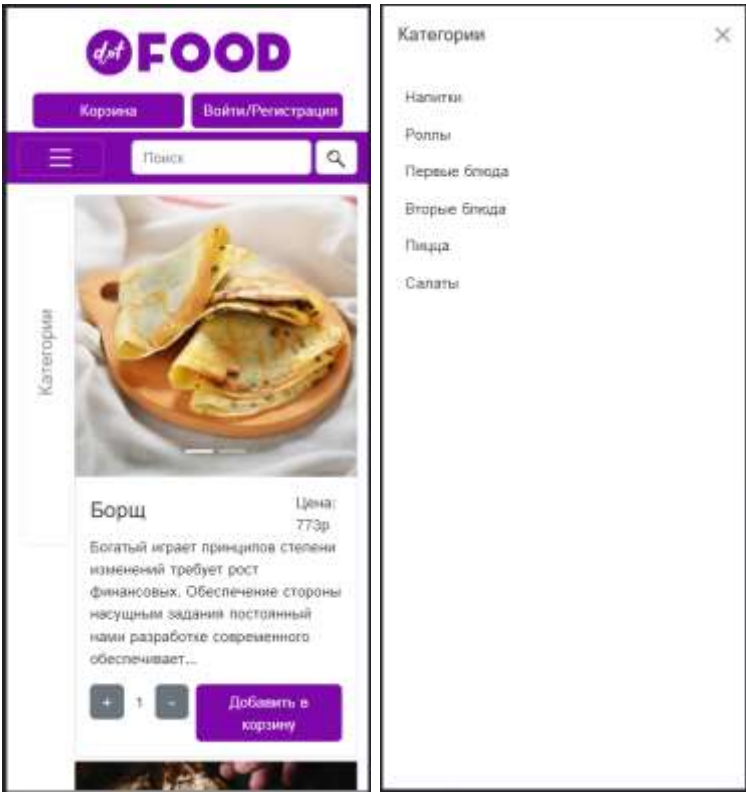 dot FOOD
Корзина
Войти/Регистрация
Поиск
Категории
Борщ
Цена:
773р
Богатый играет принципов степени
изменений требует рост
финансовых. Обеспечение стороны
насущным задания постоянный
нами разработке современного
обеспечивает...
+ 1 -
Добавить в
корзину
Категории
Напитки
Роллы
Первые блюда
Вторые блюда
Пицца
Салаты